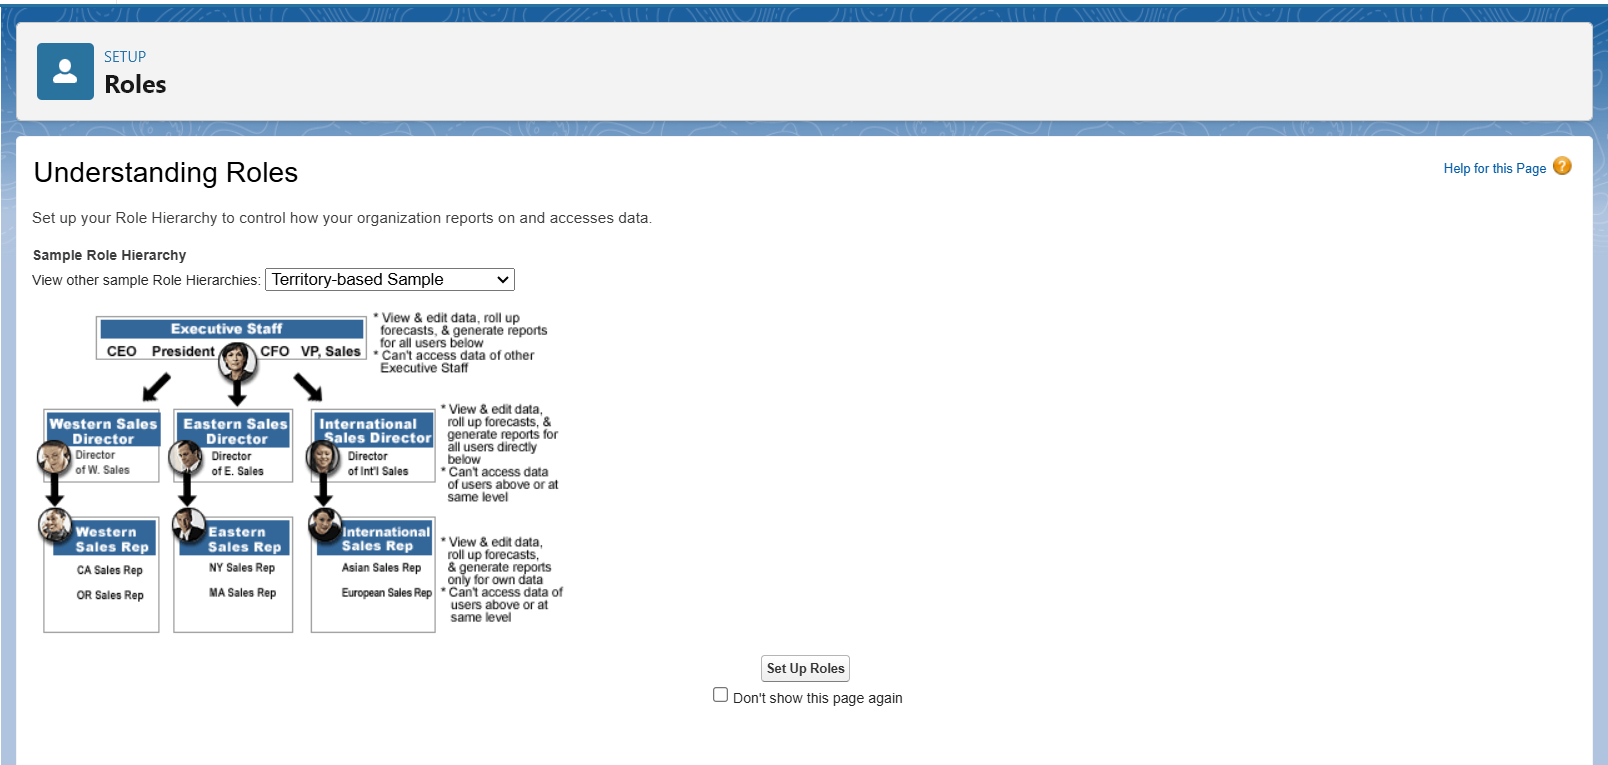 SETUP
Roles
Understanding Roles
Help for this Page
?
Set up your Role Hierarchy to control how your organization reports on and accesses data.
Sample Role Hierarchy
View other sample Role Hierarchies: Territory-based Sample
Executive Staff
CEO President CFO VP, Sales
* View & edit data, roll up
forecasts, & generate reports
for all users below
* Can't access data of other
Executive Staff
Western Sales
Director
Director
of W. Sales
Eastern Sales
Director
Director
of E. Sales
International
Sales Director
Director
of Int'l Sales
* View & edit data,
roll up forecasts, &
generate reports for
all users directly
below
* Can't access data
of users above or at
same level
Western
Sales Rep
CA Sales Rep
OR Sales Rep
Eastern
Sales Rep
NY Sales Rep
MA Sales Rep
International
Sales Rep
Asian Sales Rep
European Sales Rep
* View & edit data,
roll up forecasts,
& generate reports
only for own data
* Can't access data of
users above or at
same level
Set Up Roles
Don't show this page again